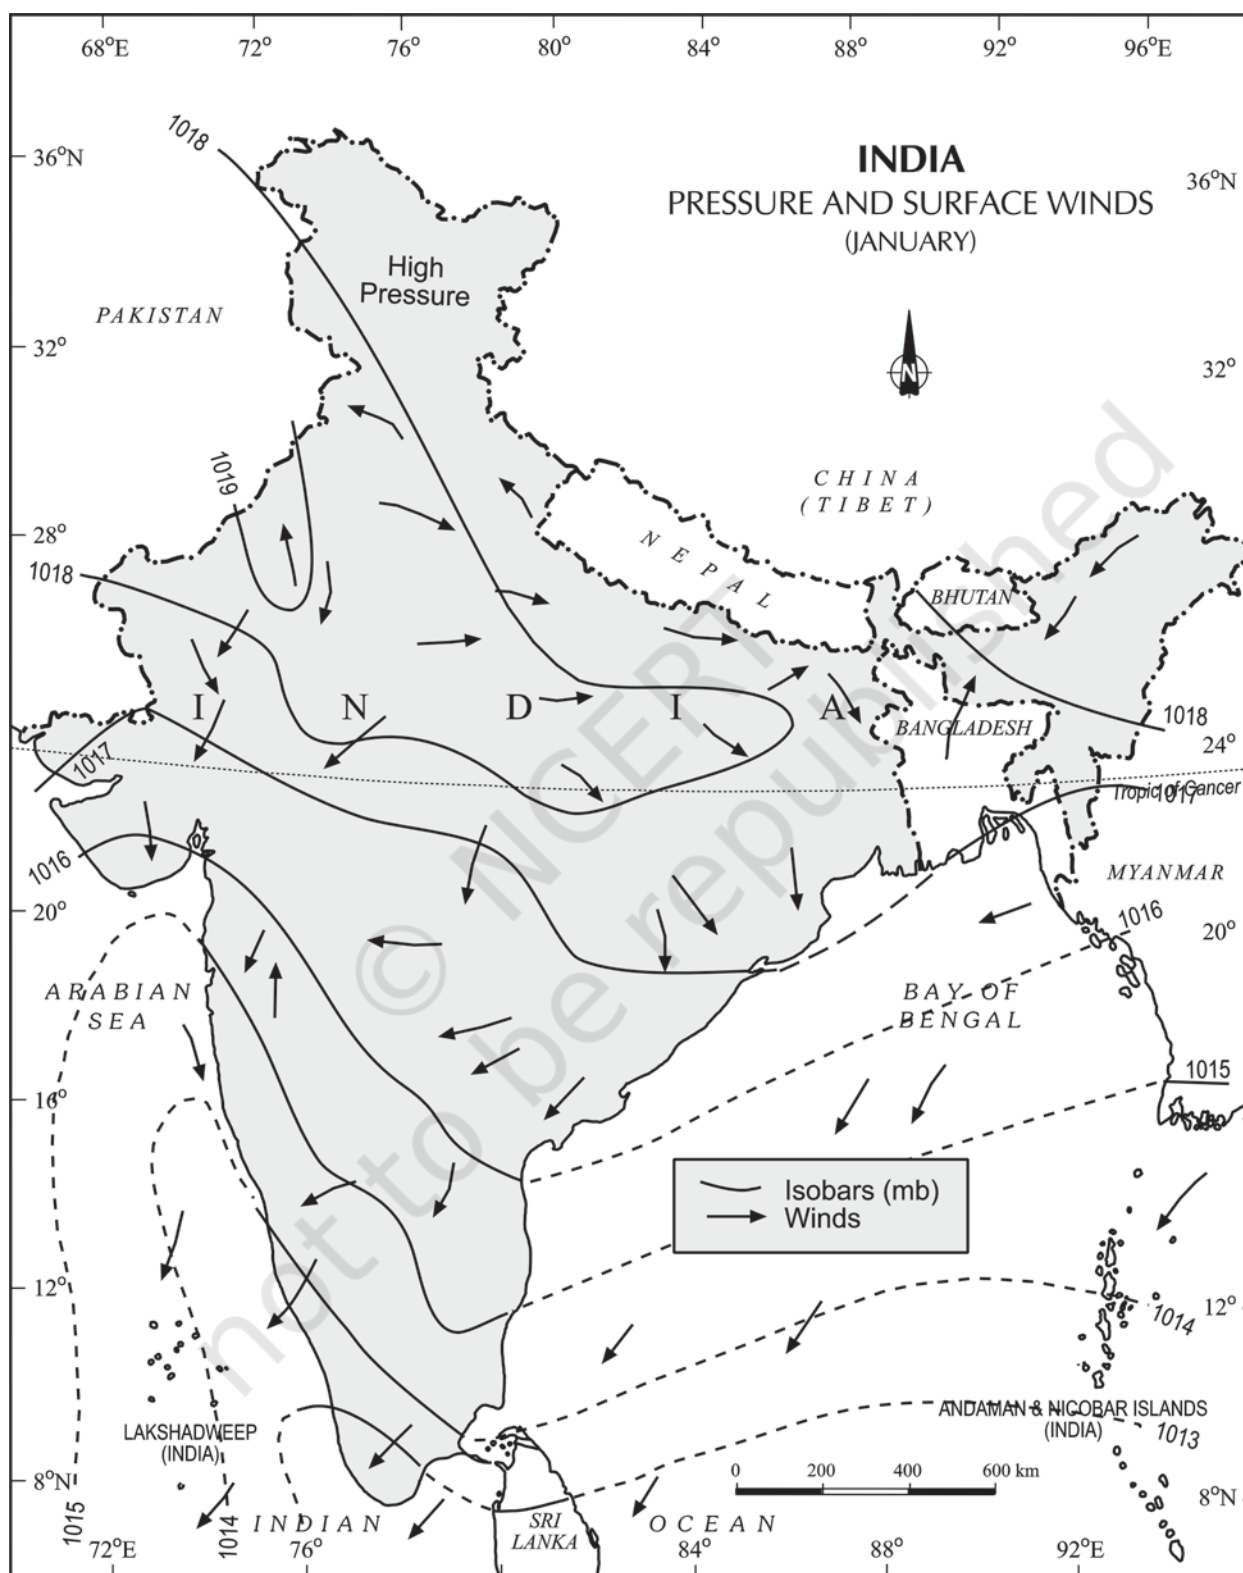 68°E 72° 76° 80° 84° 88° 92° 96°E
1018
36°N
INDIA
PRESSURE AND SURFACE WINDS
(JANUARY)
36°N
High
Pressure
PAKISTAN
32°
N
32°
1019
CHINA
(TIBET)
28°
NEPAL
1018
BHUTAN
I N D I A
BANGLADESH
1018
24°
1017
Tropic of Cancer
1017
1016
MYANMAR
20°
1016
20°
ARABIAN
SEA
BAY OF
BENGAL
1015
16°
Isobars (mb)
Winds
12°
1014
12°
LAKSHADWEEP
(INDIA)
ANDAMAN & NICOBAR ISLANDS
(INDIA)
1013
8°N
0 200 400 600 km
8°N
1015
1014
INDIAN
SRI
LANKA
OCEAN
72°E 76° 84° 88° 92°E
© NCERT
not to be republished